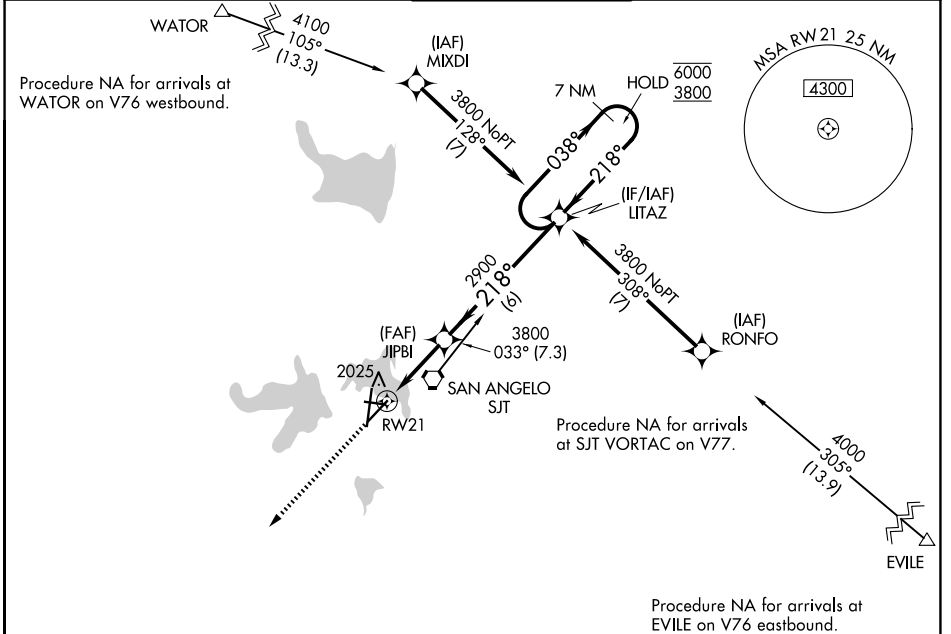 WATOR
4100
105°
(13.3)
(IAF)
MIXDI
Procedure NA for arrivals at
WATOR on V76 westbound.
3800 NoPT
128°
(7)
7 NM
HOLD
6000
3800
038°
218°
MSA RW 21 25 NM
4300
(IF/IAF)
LITAZ
2900
218°
(6)
3800 NoPT
308°
(7)
(IAF)
RONFO
(FAF)
JIPBI
3800
033° (7.3)
2025
SAN ANGELO
SJT
RW21
Procedure NA for arrivals
at SJT VORTAC on V77.
4000
305°
(13.9)
EVILE
Procedure NA for arrivals at
EVILE on V76 eastbound.